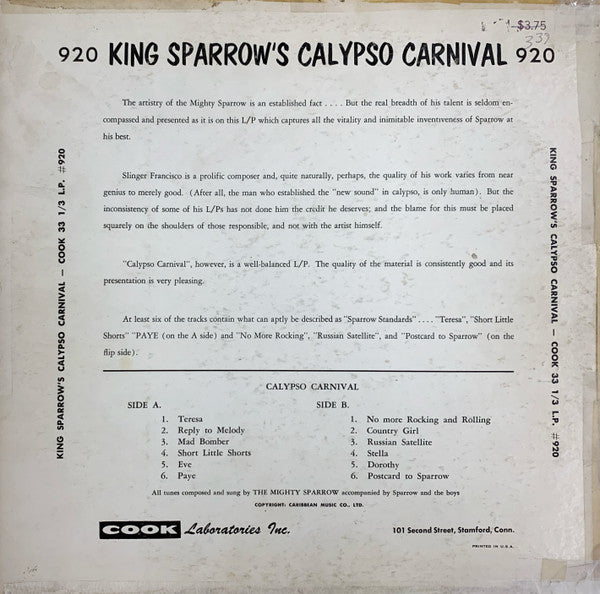 $3.75
339
920 KING SPARROW'S CALYPSO CARNIVAL 920
The artistry of the Mighty Sparrow is an established fact . . . . But the real breadth of his talent is seldom en-
compassed and presented as it is on this L/P which captures all the vitality and inimitable inventiveness of Sparrow at
his best.
Slinger Francisco is a prolific composer and, quite naturally, perhaps, the quality of his work varies from near
genius to merely good. (After all, the man who established the "new sound" in calypso, is only human). But the
inconsistency of some of his L/Ps has not done him the credit he deserves; and the blame for this must be placed
squarely on the shoulders of those responsible, and not with the artist himself.
"Calypso Carnival", however, is a well-balanced L/P. The quality of the material is consistently good and its
presentation is very pleasing.
At least six of the tracks contain what can aptly be described as "Sparrow Standards" . . . . "Teresa", "Short Little
Shorts" "PAYE (on the A side) and "No More Rocking", "Russian Satellite", and "Postcard to Sparrow" (on the
flip side).
KING SPARROW'S CALYPSO CARNIVAL — COOK 33 1/3 L.P. #920
KING SPARROW'S CALYPSO CARNIVAL — COOK 33 1/3 L.P. #920
CALYPSO CARNIVAL
SIDE A.
1. Teresa
2. Reply to Melody
3. Mad Bomber
4. Short Little Shorts
5. Eve
6. Paye
SIDE B.
1. No more Rocking and Rolling
2. Country Girl
3. Russian Satellite
4. Stella
5. Dorothy
6. Postcard to Sparrow
All tunes composed and sung by THE MIGHTY SPARROW accompanied by Sparrow and the boys
COPYRIGHT: CARIBBEAN MUSIC CO., LTD.
COOK Laboratories Inc.
101 Second Street, Stamford, Conn.
PRINTED IN U.S.A.